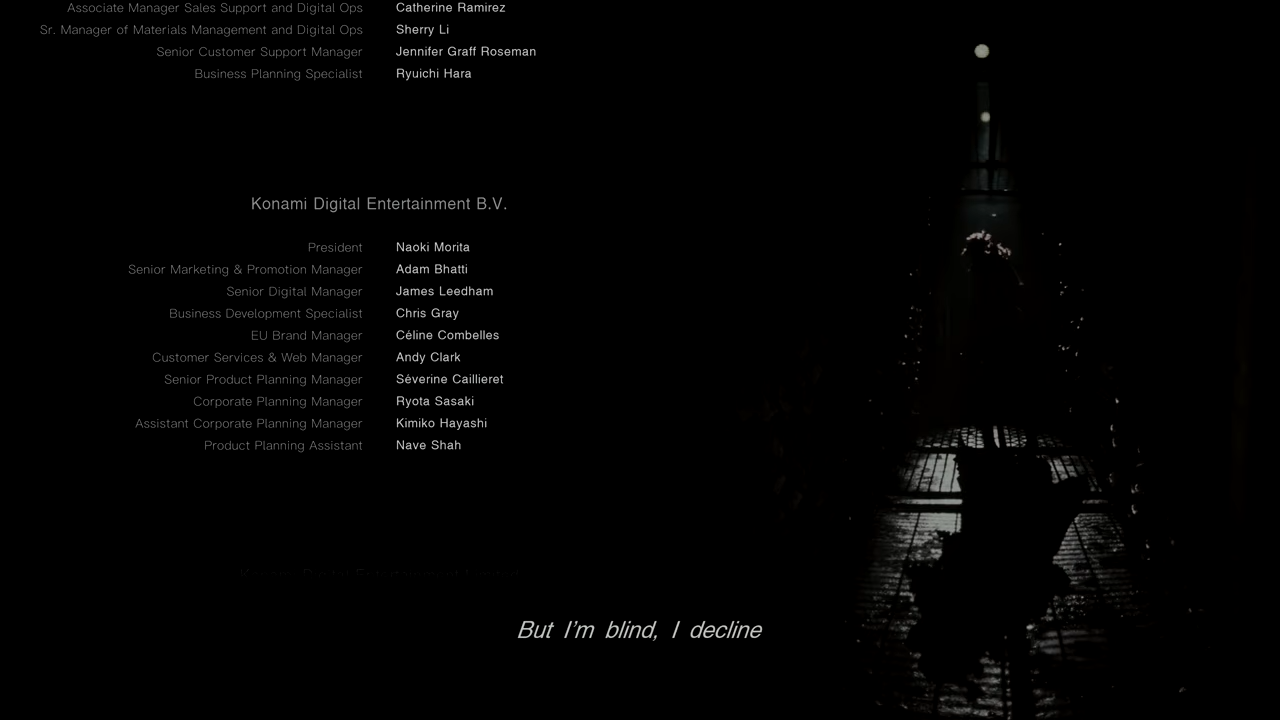 Associate Manager Sales Support and Digital Ops Catherine Ramirez
Sr. Manager of Materials Management and Digital Ops Sherry Li
Senior Customer Support Manager Jennifer Graff Roseman
Business Planning Specialist Ryuichi Hara
Konami Digital Entertainment B.V.
President Naoki Morita
Senior Marketing & Promotion Manager Adam Bhatti
Senior Digital Manager James Leedham
Business Development Specialist Chris Gray
EU Brand Manager Céline Combelles
Customer Services & Web Manager Andy Clark
Senior Product Planning Manager Séverine Caillieret
Corporate Planning Manager Ryota Sasaki
Assistant Corporate Planning Manager Kimiko Hayashi
Product Planning Assistant Nave Shah
But I'm blind, I decline